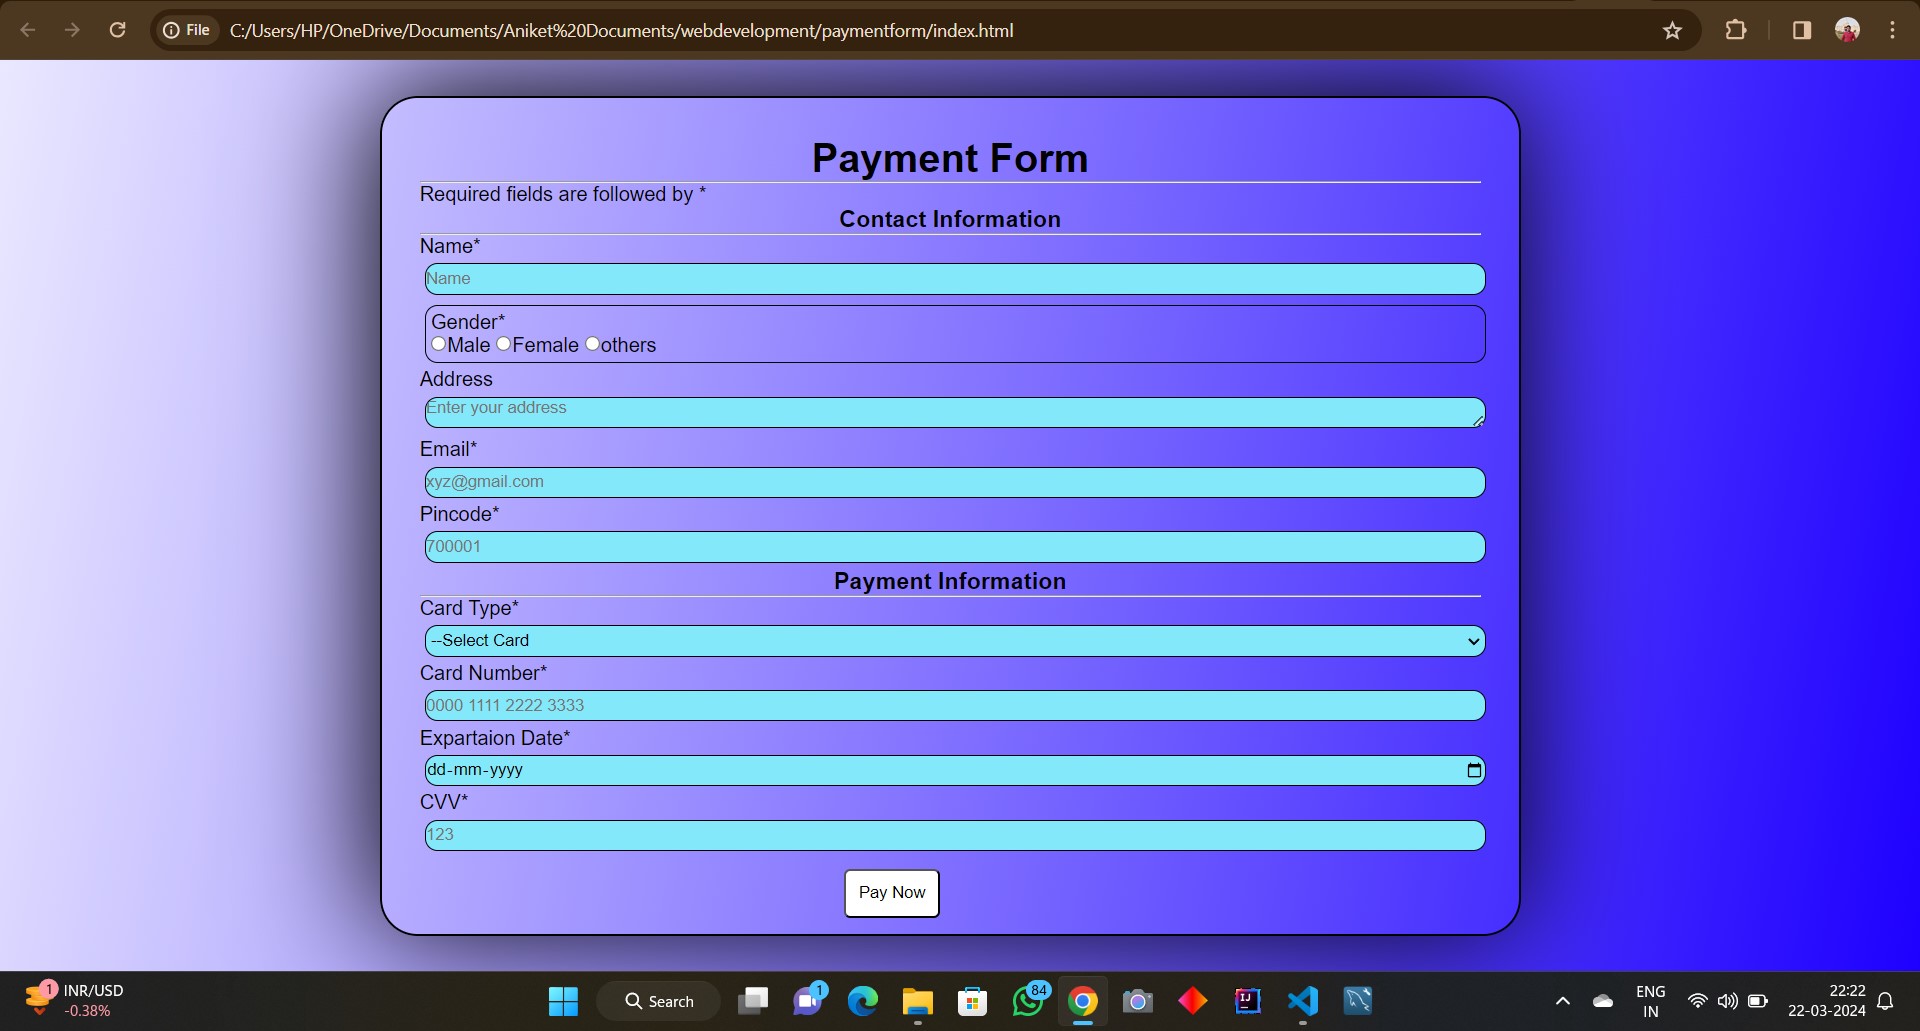 File C:/Users/HP/OneDrive/Documents/Aniket%20Documents/webdevelopment/paymentform/index.html
Payment Form
Required fields are followed by *
Contact Information
Name*
Name
Gender*
Male Female others
Address
Enter your address
Email*
xyz@gmail.com
Pincode*
700001
Payment Information
Card Type*
--Select Card
Card Number*
0000 1111 2222 3333
Expartaion Date*
dd-mm-yyyy
CVV*
123
Pay Now
1
INR/USD
-0.38%
Search
1
84
IJ
ENG
IN
22:22
22-03-2024